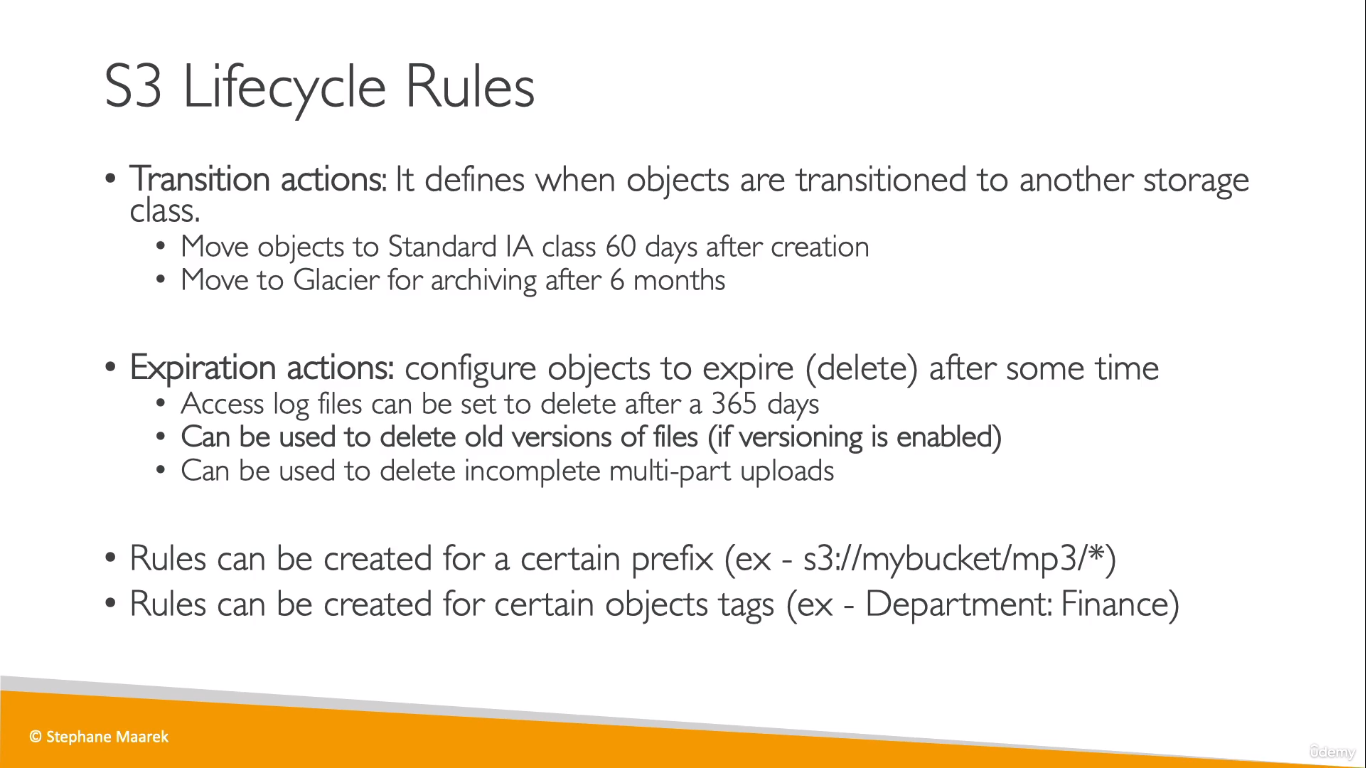 S3 Lifecycle Rules
• Transition actions: It defines when objects are transitioned to another storage
class.
• Move objects to Standard IA class 60 days after creation
• Move to Glacier for archiving after 6 months
• Expiration actions: configure objects to expire (delete) after some time
• Access log files can be set to delete after a 365 days
• Can be used to delete old versions of files (if versioning is enabled)
• Can be used to delete incomplete multi-part uploads
• Rules can be created for a certain prefix (ex - s3://mybucket/mp3/*)
• Rules can be created for certain objects tags (ex - Department: Finance)
© Stephane Maarek
ûdemy